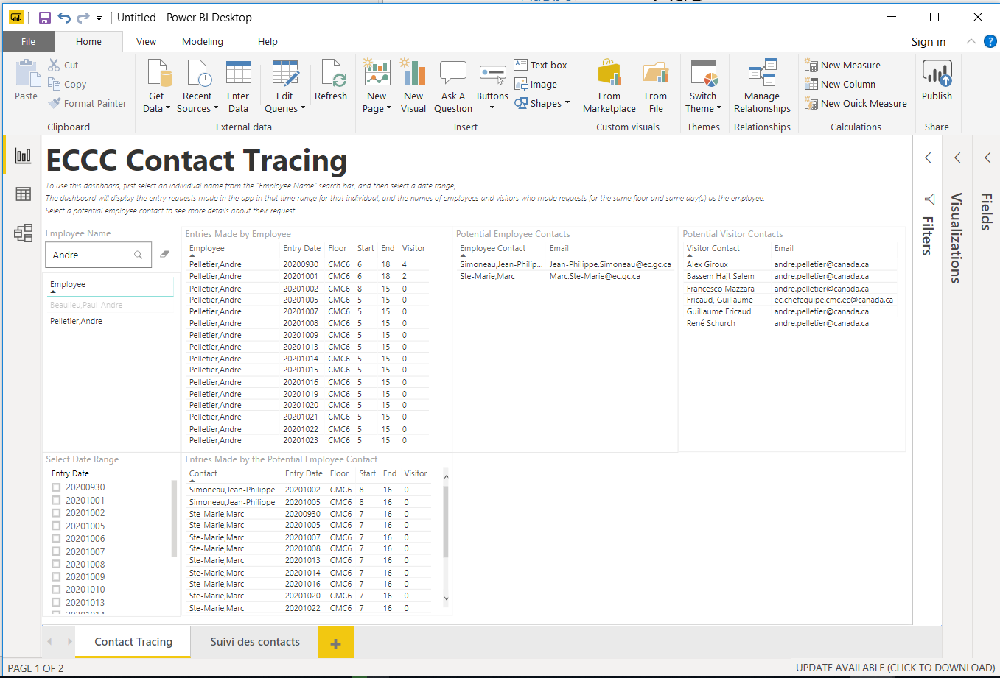 Untitled - Power BI Desktop
File Home View Modeling Help Sign in
Paste
Cut
Copy
Format Painter
Clipboard
Get Data
Recent Sources
Enter Data
Edit Queries
Refresh
External data
New Page
New Visual
Ask A Question
Buttons
Text box
Image
Shapes
Insert
From Marketplace
From File
Custom visuals
Switch Theme
Themes
Manage Relationships
Relationships
New Measure
New Column
New Quick Measure
Calculations
Publish
Share
ECCC Contact Tracing
To use this dashboard, first select an individual name from the "Employee Name" search bar, and then select a date range,.
The dashboard will display the entry requests made in the app in that time range for that individual, and the names of employees and visitors who made requests for the same floor and same day(s) as the employee.
Select a potential employee contact to see more details about their request.
Employee Name
Andre
Employee
Beaulieu,Paul-Andre
Pelletier,Andre
Entries Made by Employee
Employee Entry Date Floor Start End Visitor
Pelletier,Andre 20200930 CMC6 6 18 4
Pelletier,Andre 20201001 CMC6 6 18 2
Pelletier,Andre 20201002 CMC6 8 15 0
Pelletier,Andre 20201005 CMC6 5 15 0
Pelletier,Andre 20201007 CMC6 5 15 0
Pelletier,Andre 20201008 CMC6 5 15 0
Pelletier,Andre 20201009 CMC6 5 15 0
Pelletier,Andre 20201013 CMC6 5 15 0
Pelletier,Andre 20201014 CMC6 5 15 0
Pelletier,Andre 20201015 CMC6 5 15 0
Pelletier,Andre 20201016 CMC6 5 15 0
Pelletier,Andre 20201019 CMC6 5 15 0
Pelletier,Andre 20201020 CMC6 5 15 0
Pelletier,Andre 20201021 CMC6 5 15 0
Pelletier,Andre 20201022 CMC6 5 15 0
Pelletier,Andre 20201023 CMC6 5 15 0
Potential Employee Contacts
Employee Contact Email
Simoneau,Jean-Philip... Jean-Philippe.Simoneau@ec.gc.ca
Ste-Marie,Marc Marc.Ste-Marie@ec.gc.ca
Potential Visitor Contacts
Visitor Contact Email
Alex Giroux andre.pelletier@canada.ca
Bassem Hajt Salem andre.pelletier@canada.ca
Francesco Mazzara andre.pelletier@canada.ca
Fricaud, Guillaume ec.chefequipe.cmc.ec@canada.ca
Guillaume Fricaud andre.pelletier@canada.ca
René Schurch andre.pelletier@canada.ca
Filters
Visualizations
Fields
Select Date Range
Entry Date
20200930
20201001
20201002
20201005
20201006
20201007
20201008
20201009
20201010
20201013
20201014
Entries Made by the Potential Employee Contact
Contact Entry Date Floor Start End Visitor
Simoneau,Jean-Philippe 20201002 CMC6 8 16 0
Simoneau,Jean-Philippe 20201005 CMC6 8 16 0
Ste-Marie,Marc 20200930 CMC6 7 16 0
Ste-Marie,Marc 20201005 CMC6 7 16 0
Ste-Marie,Marc 20201007 CMC6 7 16 0
Ste-Marie,Marc 20201008 CMC6 7 16 0
Ste-Marie,Marc 20201013 CMC6 7 16 0
Ste-Marie,Marc 20201014 CMC6 7 16 0
Ste-Marie,Marc 20201016 CMC6 7 16 0
Ste-Marie,Marc 20201020 CMC6 7 16 0
Ste-Marie,Marc 20201022 CMC6 7 16 0
Contact Tracing Suivi des contacts
PAGE 1 OF 2 UPDATE AVAILABLE (CLICK TO DOWNLOAD)